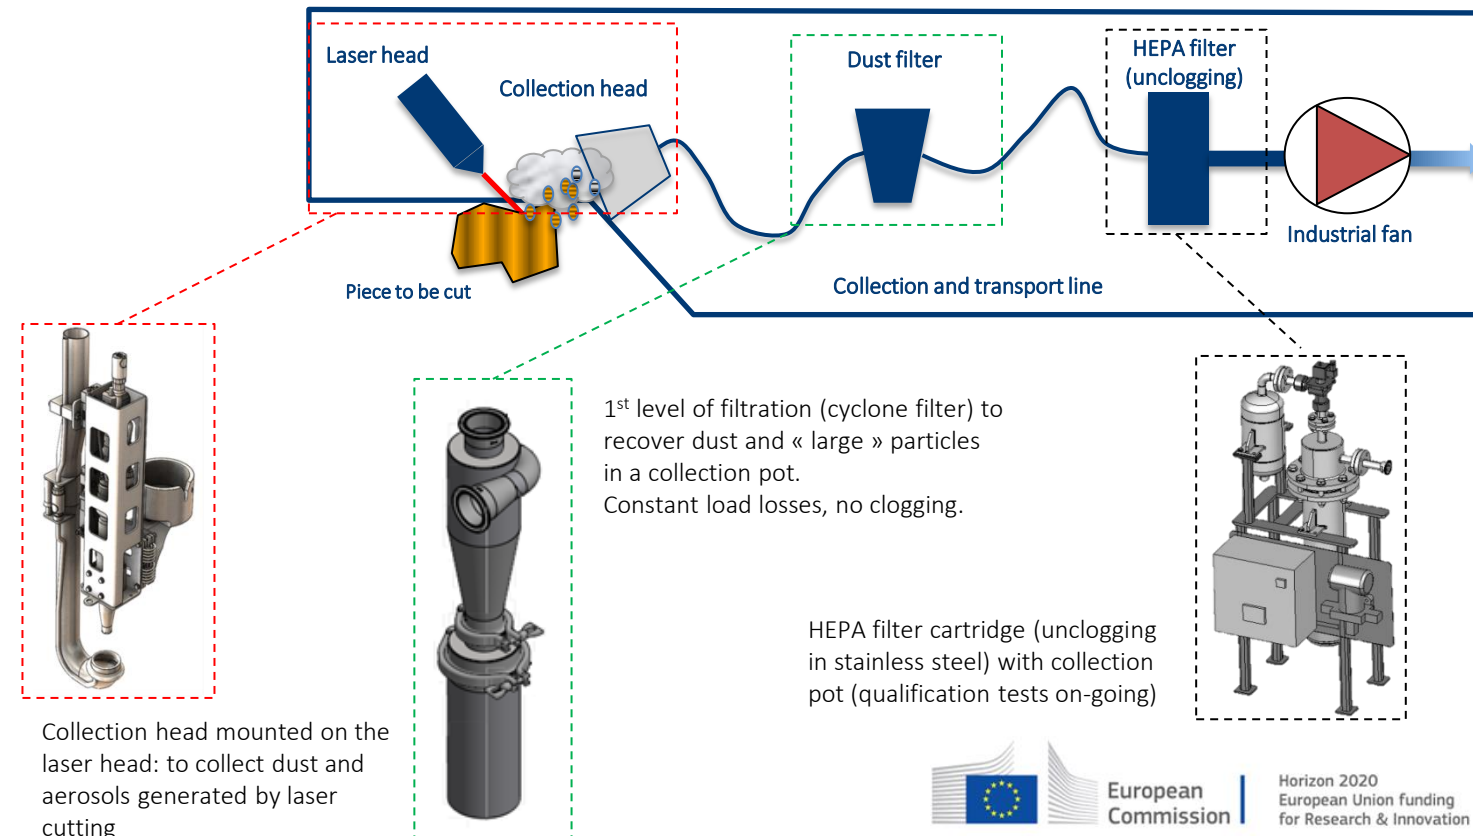 Laser head
Collection head
Dust filter
HEPA filter
(unclogging)
Industrial fan
Piece to be cut
Collection and transport line
1st level of filtration (cyclone filter) to
recover dust and « large » particles
in a collection pot.
Constant load losses, no clogging.
HEPA filter cartridge (unclogging
in stainless steel) with collection
pot (qualification tests on-going)
Collection head mounted on the
laser head: to collect dust and
aerosols generated by laser
cutting
European
Commission
Horizon 2020
European Union funding
for Research & Innovation